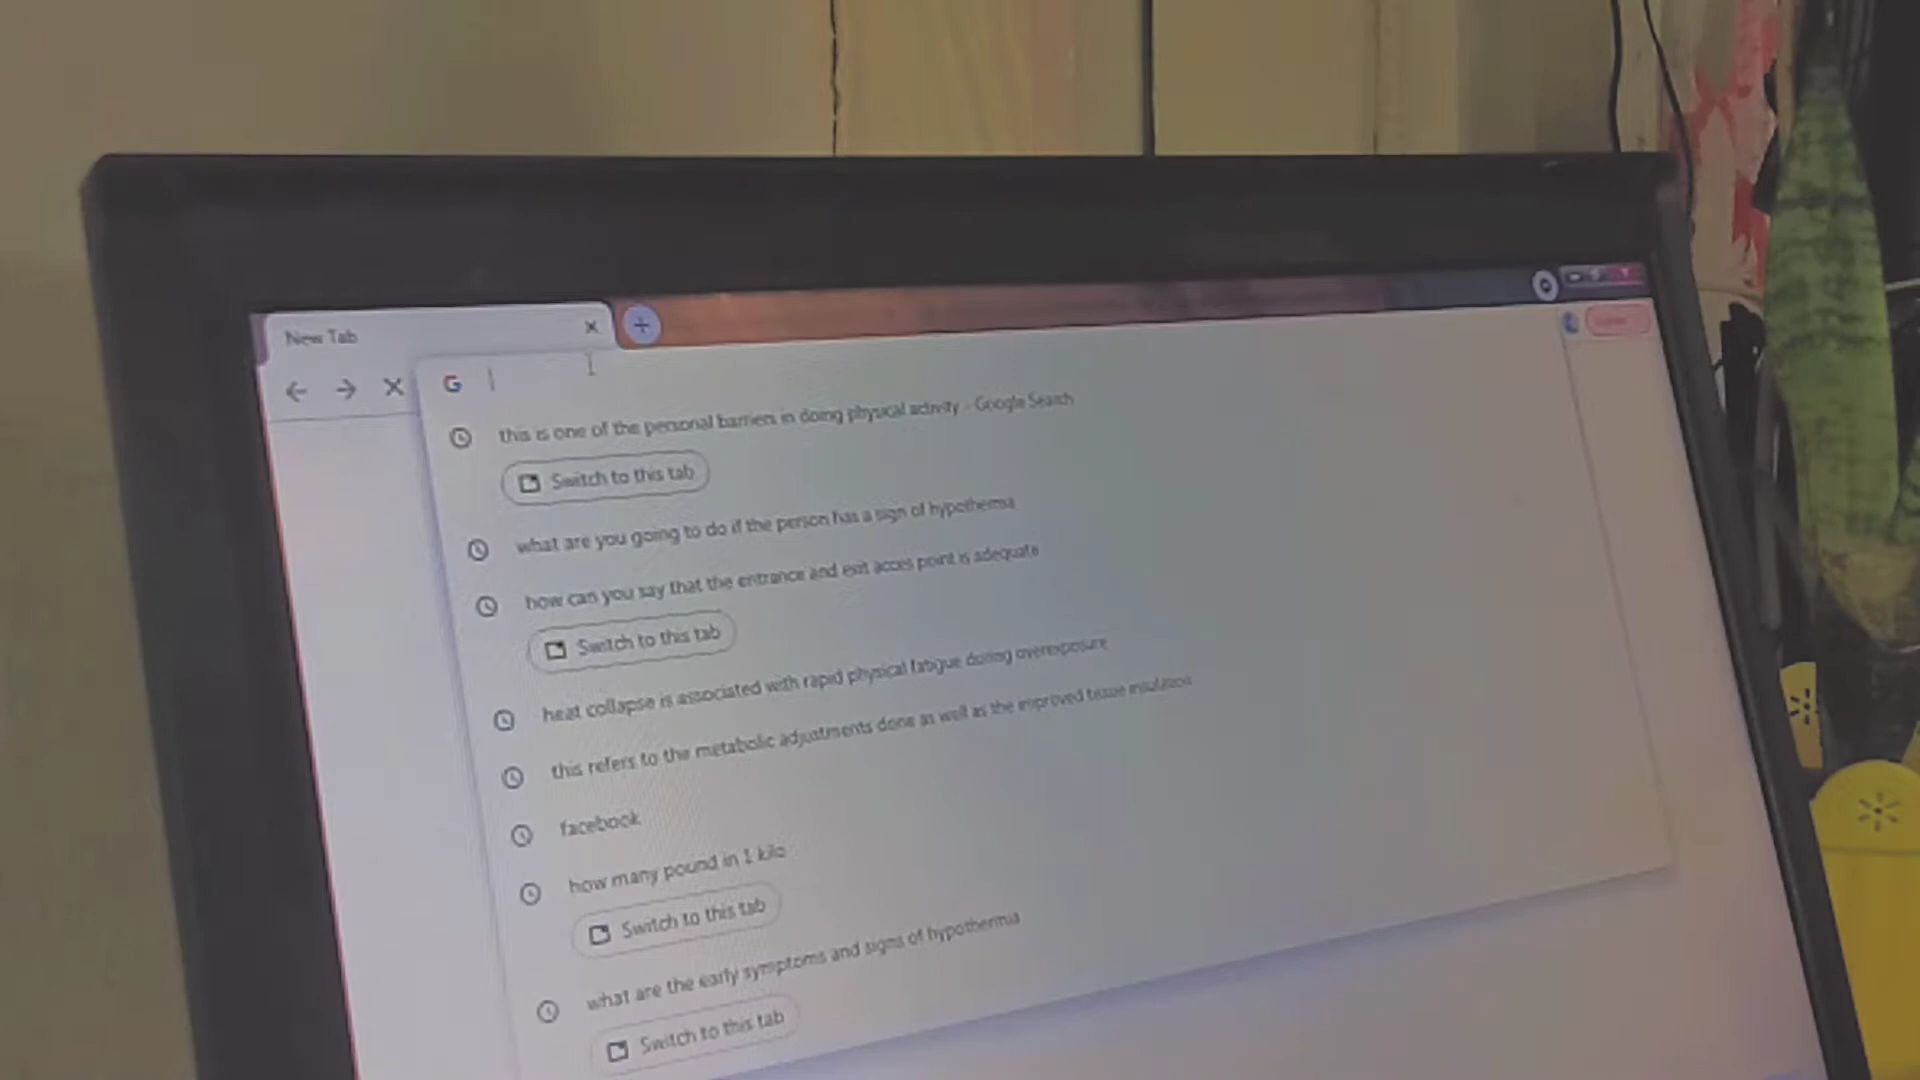 New Tab
G
this is one of the personal barriers in doing physical activity - Google Search
Switch to this tab
what are you going to do if the person has a sign of hypothermia
how can you say that the entrance and exit acces point is adequate
Switch to this tab
heat collapse is associated with rapid physical fatigue during overexposure
this refers to the metabolic adjustments done as well as the improved tissue insulation
facebook
how many pound in 1 kilo
Switch to this tab
what are the early symptoms and signs of hypothermia
Switch to this tab